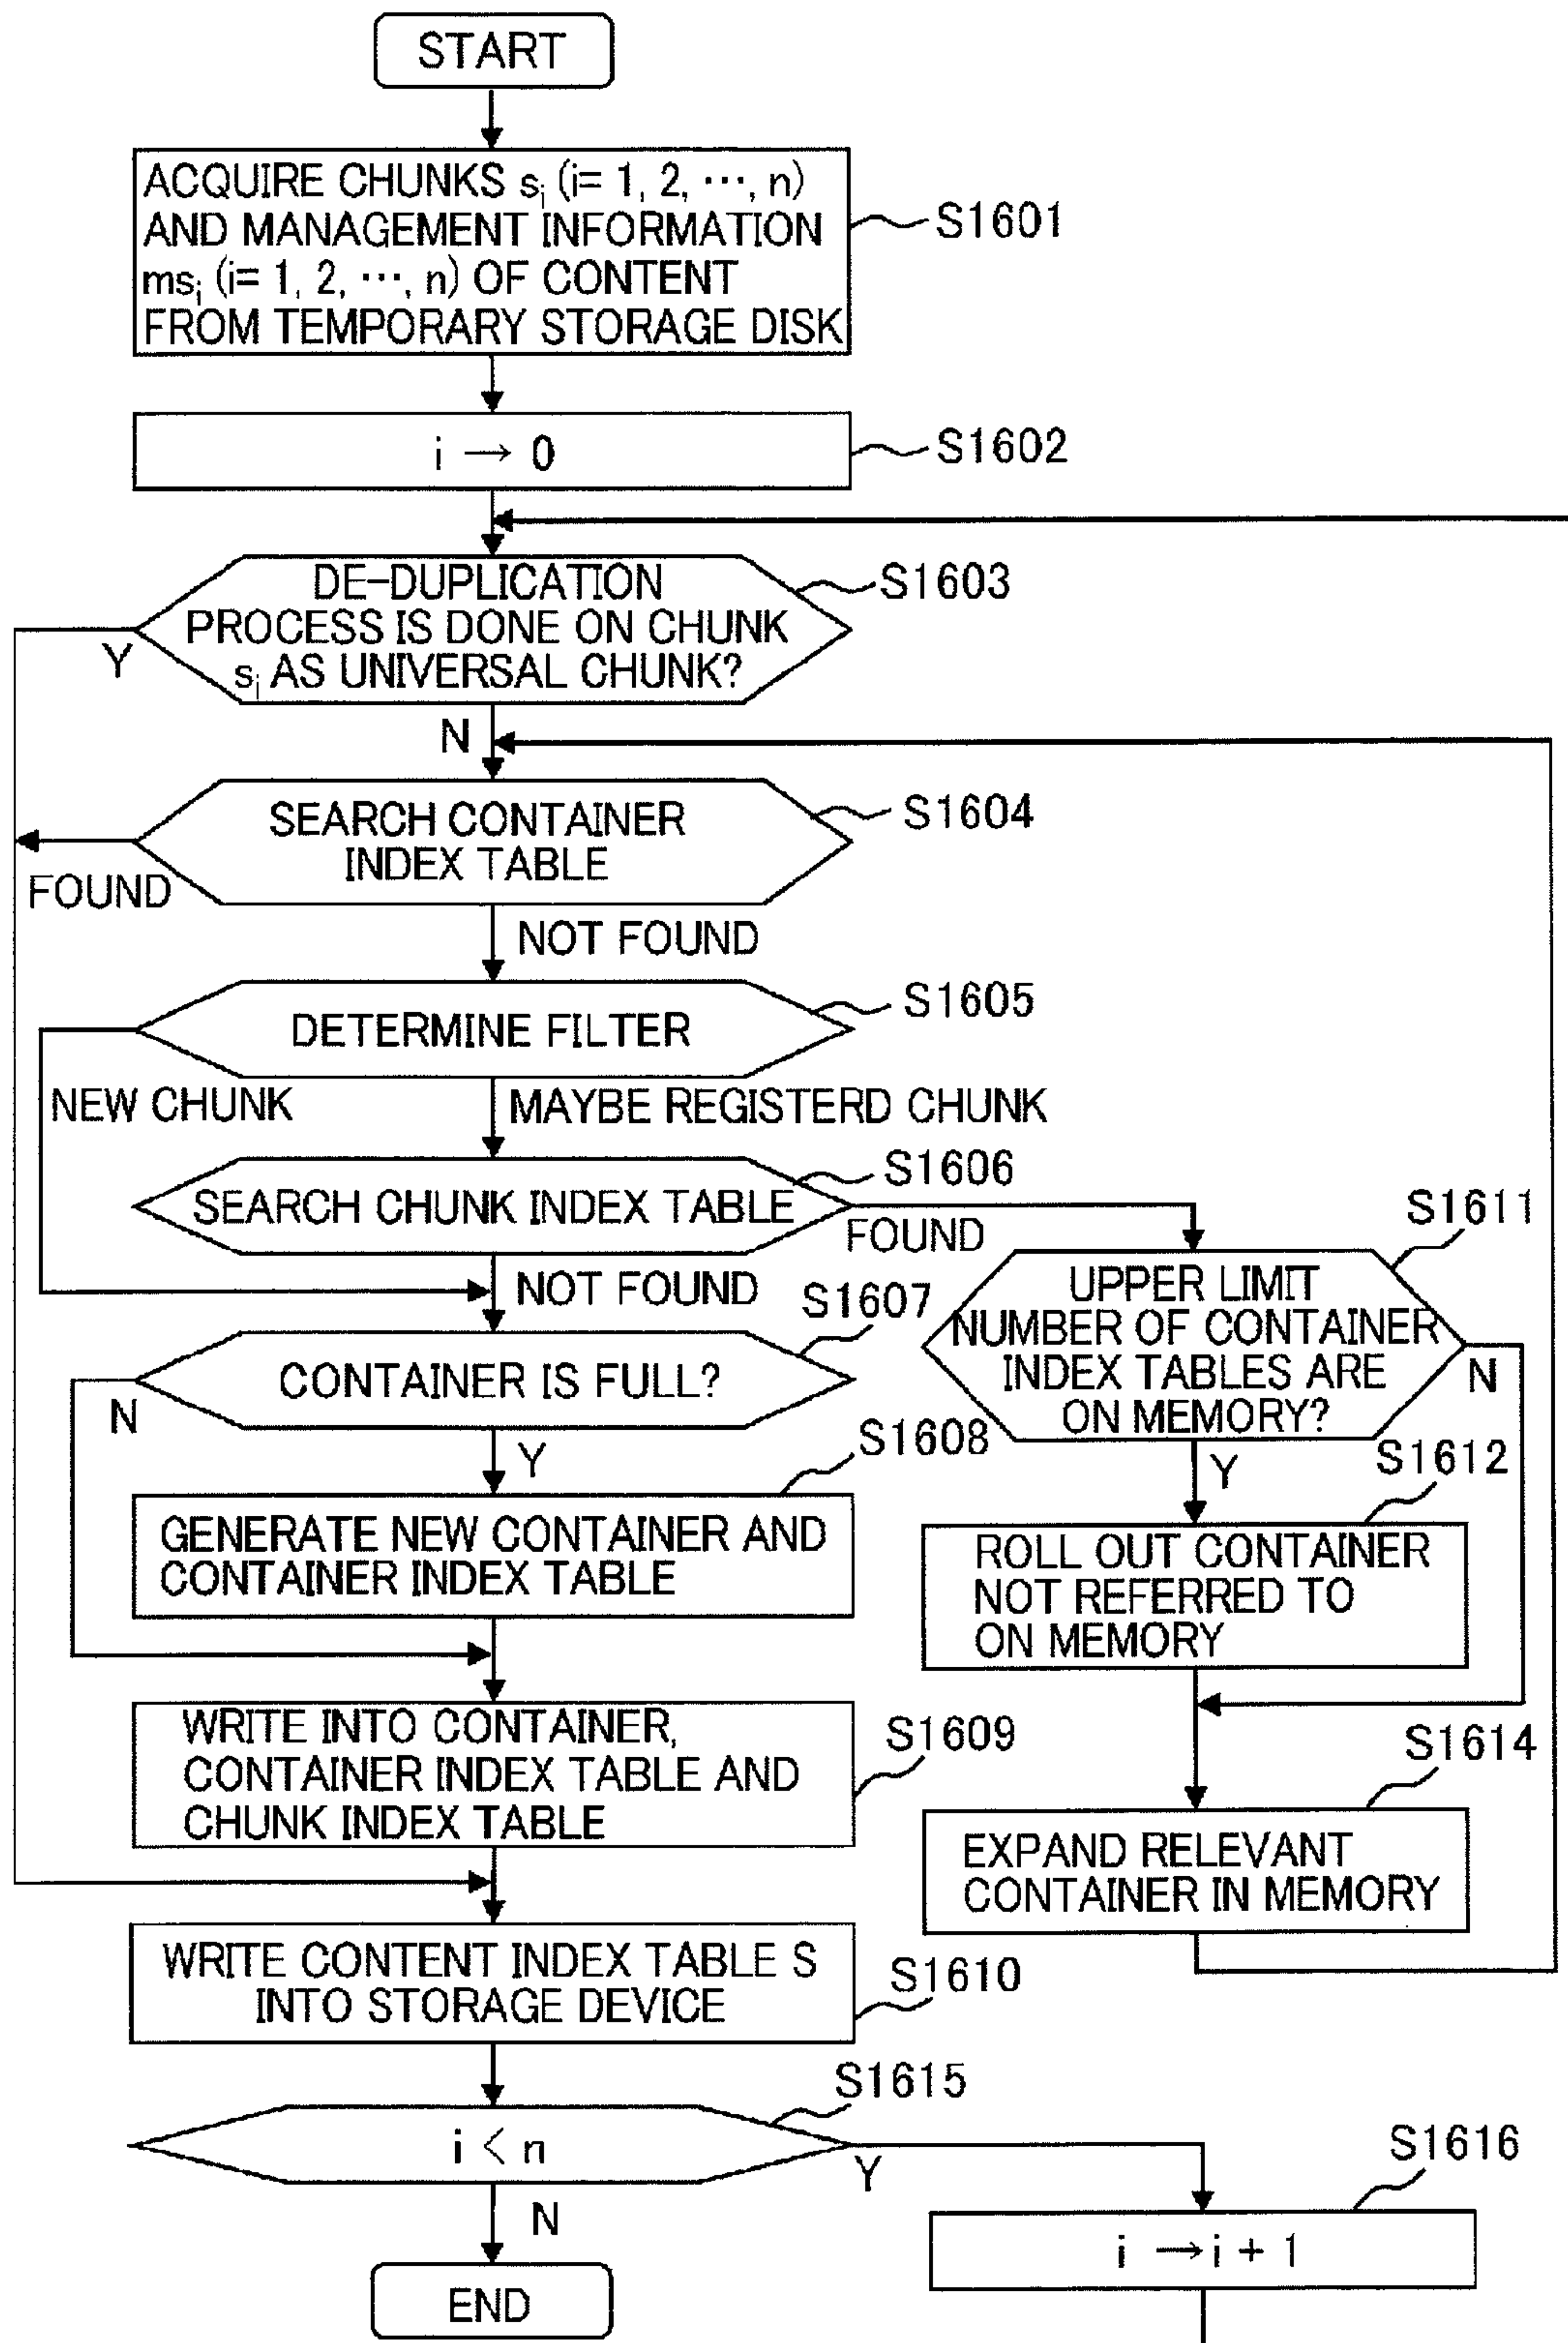 START
ACQUIRE CHUNKS si (i= 1, 2, ⋯, n)
AND MANAGEMENT INFORMATION
msi (i= 1, 2, ⋯, n) OF CONTENT
FROM TEMPORARY STORAGE DISK
S1601
i → 0
S1602
DE-DUPLICATION
PROCESS IS DONE ON CHUNK
si AS UNIVERSAL CHUNK?
S1603
Y
N
SEARCH CONTAINER
INDEX TABLE
S1604
FOUND
NOT FOUND
DETERMINE FILTER
S1605
NEW CHUNK
MAYBE REGISTERD CHUNK
SEARCH CHUNK INDEX TABLE
S1606
FOUND
NOT FOUND
S1611
UPPER LIMIT
NUMBER OF CONTAINER
INDEX TABLES ARE
ON MEMORY?
N
Y
CONTAINER IS FULL?
S1607
N
Y
GENERATE NEW CONTAINER AND
CONTAINER INDEX TABLE
S1608
S1612
ROLL OUT CONTAINER
NOT REFERRED TO
ON MEMORY
WRITE INTO CONTAINER,
CONTAINER INDEX TABLE AND
CHUNK INDEX TABLE
S1609
S1614
EXPAND RELEVANT
CONTAINER IN MEMORY
WRITE CONTENT INDEX TABLE S
INTO STORAGE DEVICE
S1610
i < n
S1615
Y
N
S1616
i → i + 1
END